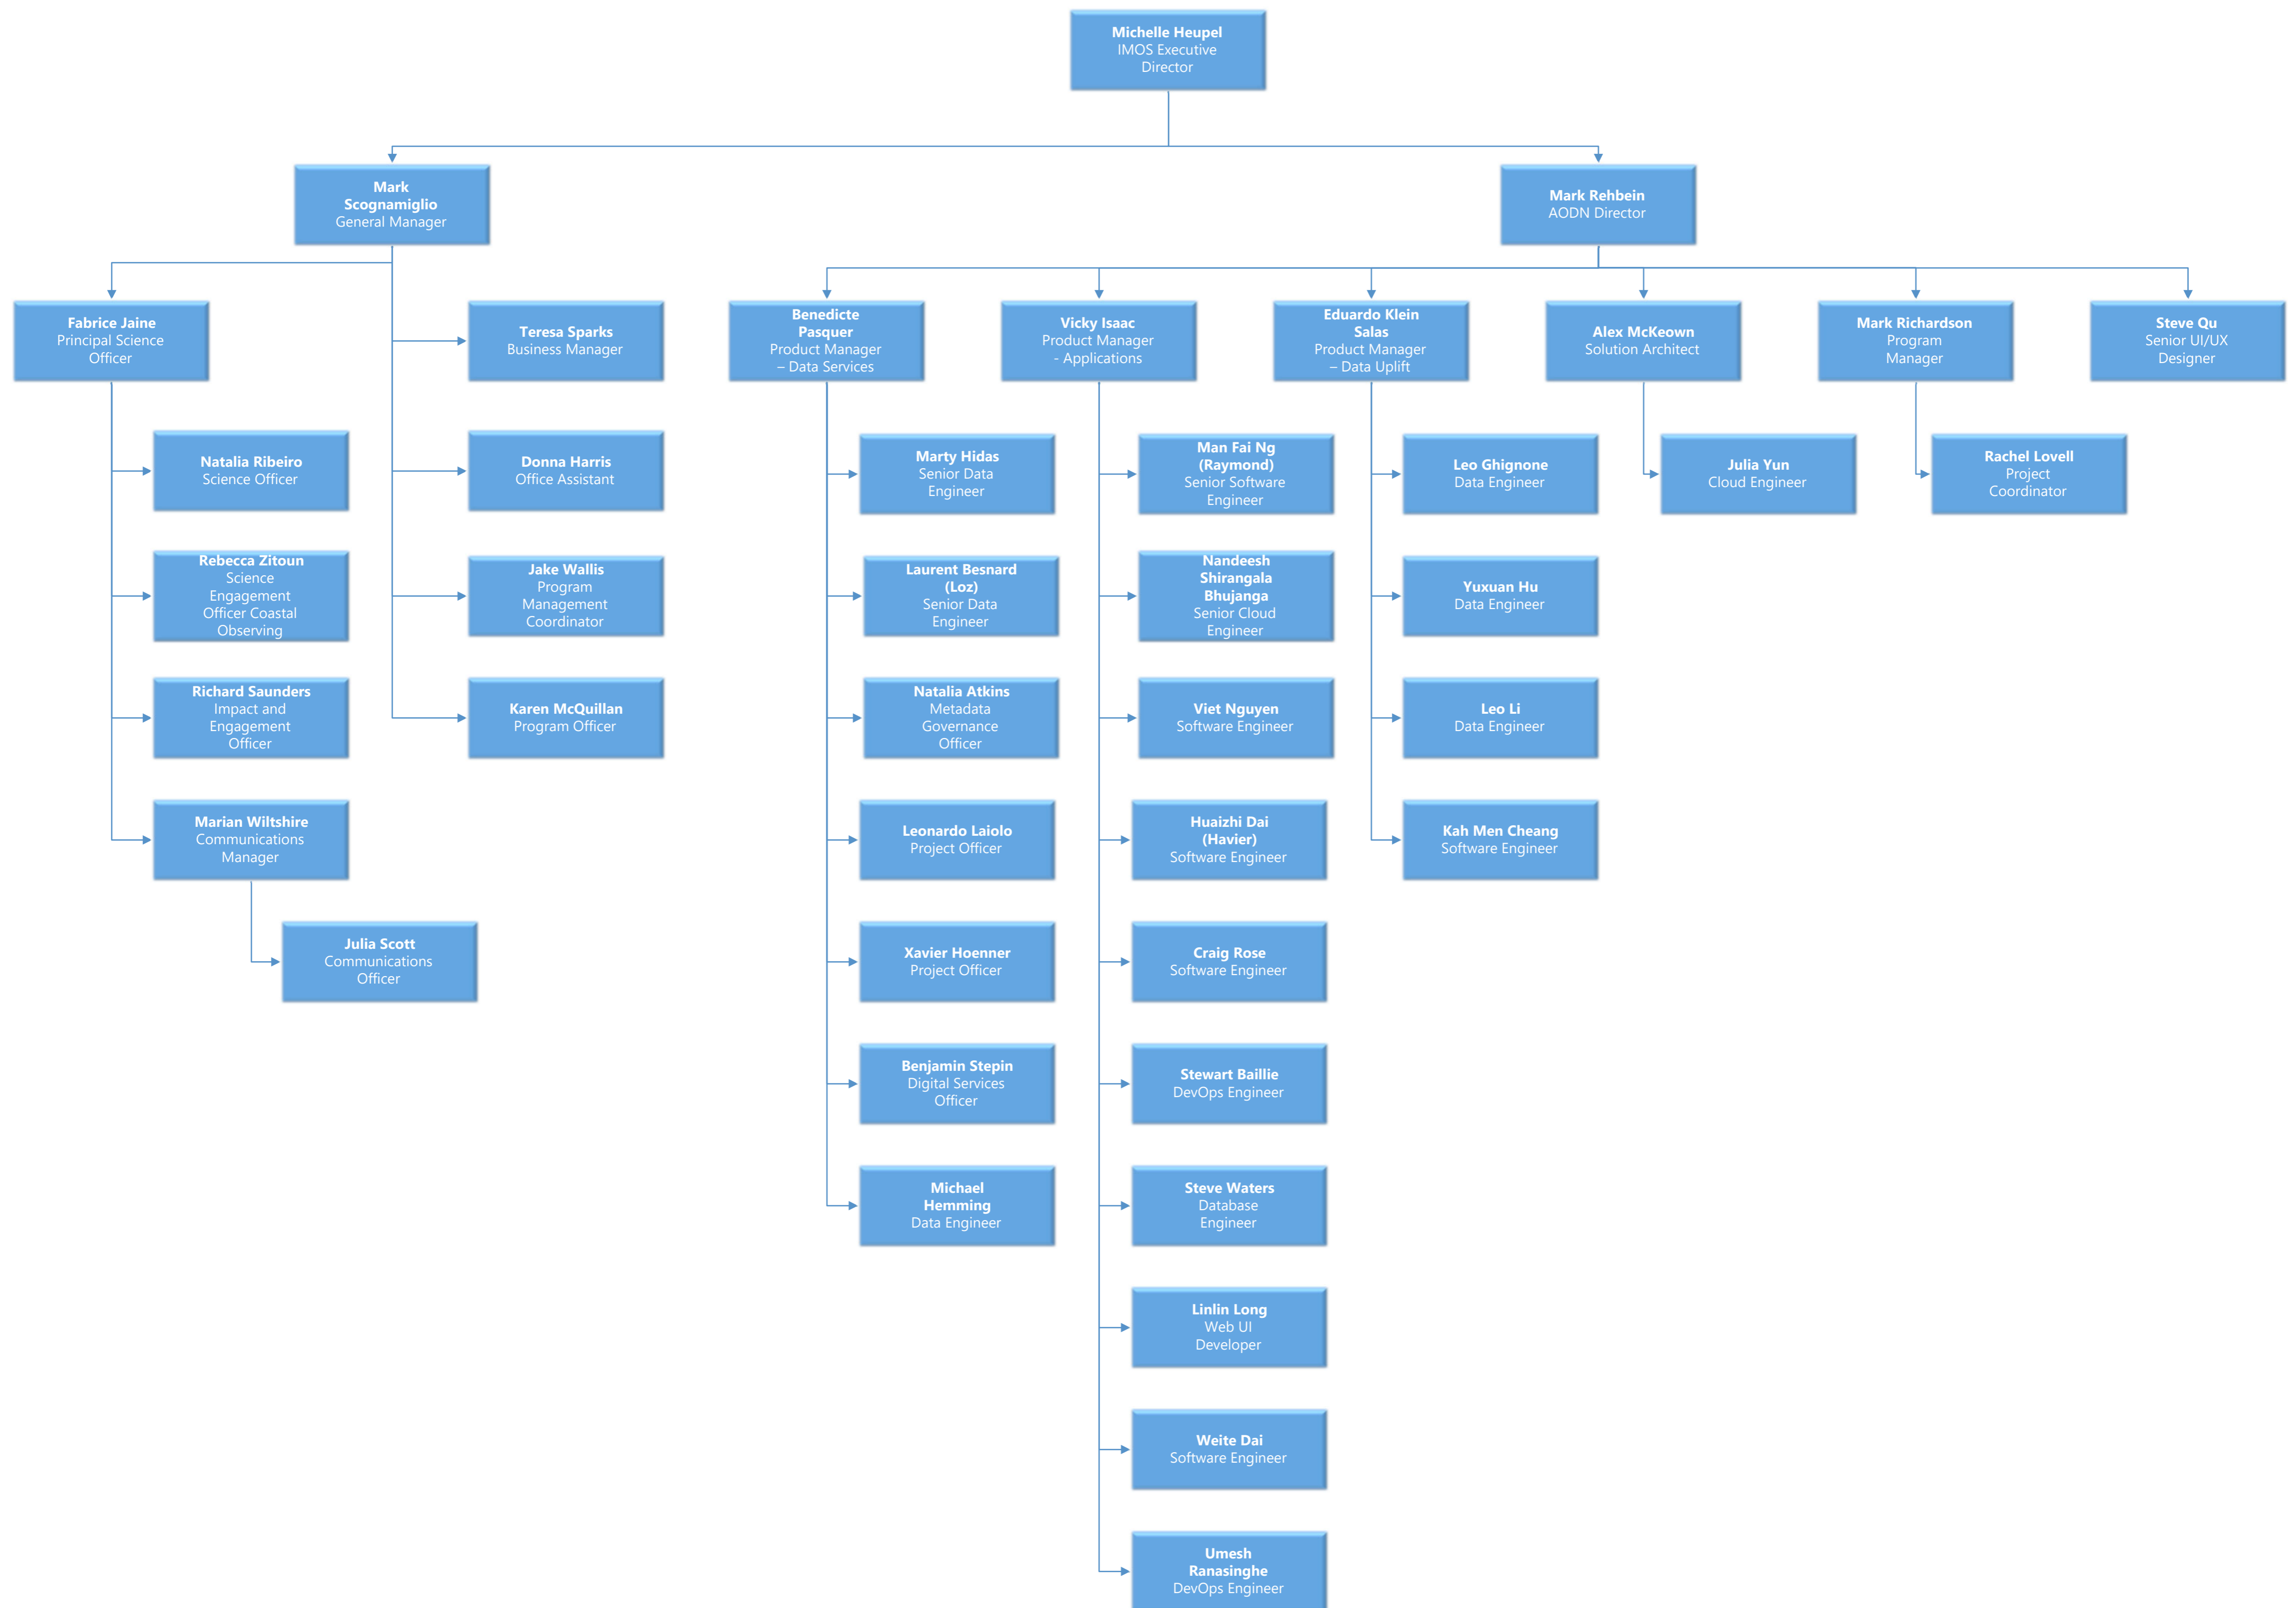 Michelle Heupel
IMOS Executive
Director
Mark
Scognamiglio
General Manager
Mark Rehbein
AODN Director
Fabrice Jaine
Principal Science
Officer
Teresa Sparks
Business Manager
Benedicte
Pasquer
Product Manager
– Data Services
Vicky Isaac
Product Manager
- Applications
Eduardo Klein
Salas
Product Manager
– Data Uplift
Alex McKeown
Solution Architect
Mark Richardson
Program
Manager
Steve Qu
Senior UI/UX
Designer
Natalia Ribeiro
Science Officer
Donna Harris
Office Assistant
Marty Hidas
Senior Data
Engineer
Man Fai Ng
(Raymond)
Senior Software
Engineer
Leo Ghignone
Data Engineer
Julia Yun
Cloud Engineer
Rachel Lovell
Project
Coordinator
Rebecca Zitoun
Science
Engagement
Officer Coastal
Observing
Jake Wallis
Program
Management
Coordinator
Laurent Besnard
(Loz)
Senior Data
Engineer
Nandeesh
Shirangala
Bhujanga
Senior Cloud
Engineer
Yuxuan Hu
Data Engineer
Richard Saunders
Impact and
Engagement
Officer
Karen McQuillan
Program Officer
Natalia Atkins
Metadata
Governance
Officer
Viet Nguyen
Software Engineer
Leo Li
Data Engineer
Marian Wiltshire
Communications
Manager
Leonardo Laiolo
Project Officer
Huaizhi Dai
(Havier)
Software Engineer
Kah Men Cheang
Software Engineer
Julia Scott
Communications
Officer
Xavier Hoenner
Project Officer
Craig Rose
Software Engineer
Benjamin Stepin
Digital Services
Officer
Stewart Baillie
DevOps Engineer
Michael
Hemming
Data Engineer
Steve Waters
Database
Engineer
Linlin Long
Web UI
Developer
Weite Dai
Software Engineer
Umesh
Ranasinghe
DevOps Engineer